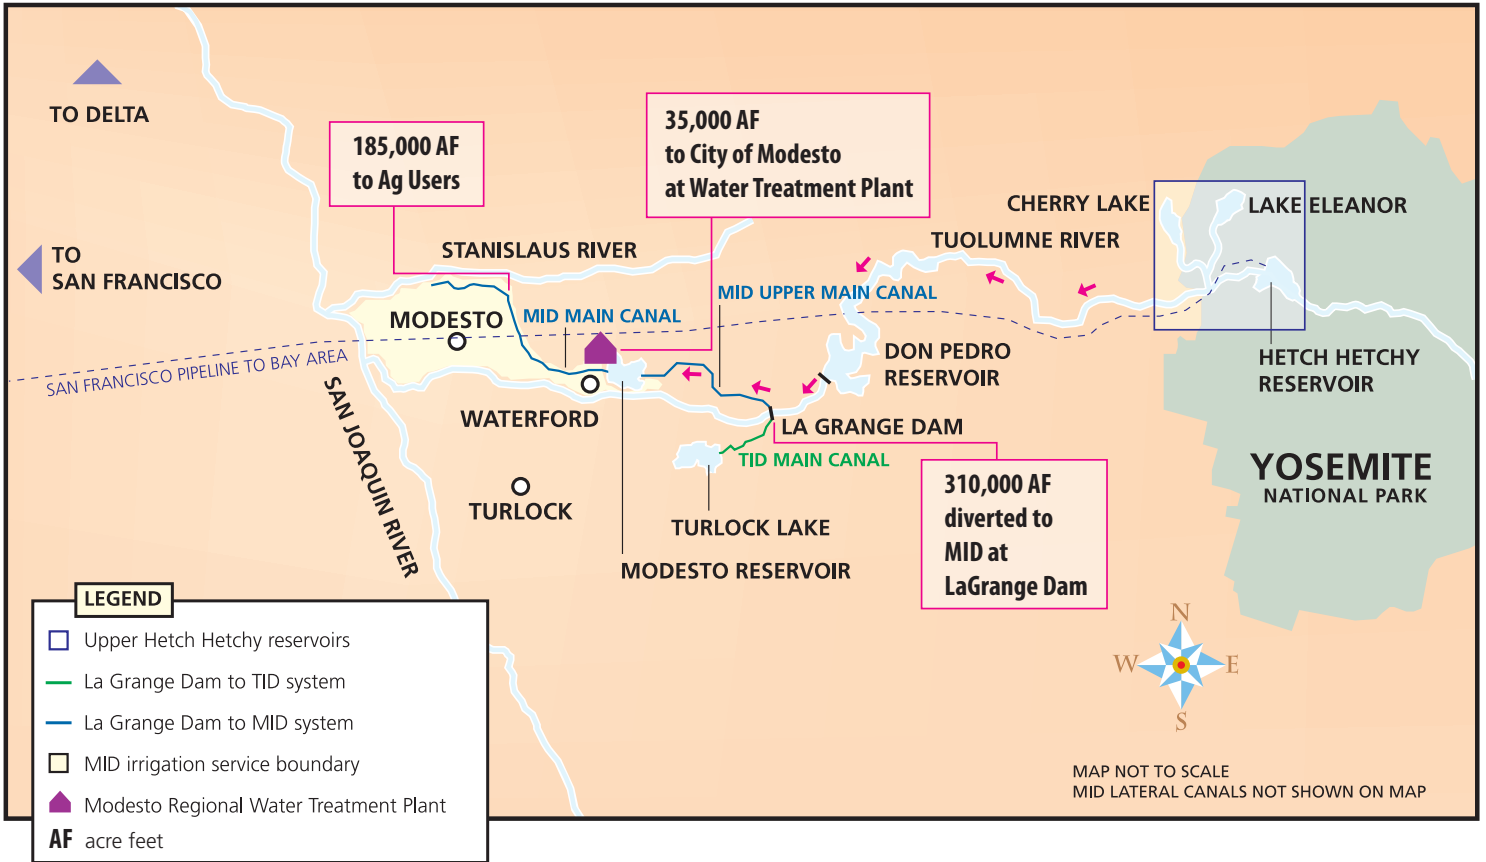 TO DELTA
TO
SAN FRANCISCO
185,000 AF
to Ag Users
35,000 AF
to City of Modesto
at Water Treatment Plant
STANISLAUS RIVER
CHERRY LAKE
LAKE ELEANOR
TUOLUMNE RIVER
MID UPPER MAIN CANAL
MODESTO
MID MAIN CANAL
SAN FRANCISCO PIPELINE TO BAY AREA
DON PEDRO
RESERVOIR
HETCH HETCHY
RESERVOIR
SAN JOAQUIN RIVER
WATERFORD
LA GRANGE DAM
TID MAIN CANAL
TURLOCK
TURLOCK LAKE
MODESTO RESERVOIR
310,000 AF
diverted to
MID at
LaGrange Dam
YOSEMITE
NATIONAL PARK
LEGEND
Upper Hetch Hetchy reservoirs
La Grange Dam to TID system
La Grange Dam to MID system
MID irrigation service boundary
Modesto Regional Water Treatment Plant
AF acre feet
N
W E
S
MAP NOT TO SCALE
MID LATERAL CANALS NOT SHOWN ON MAP